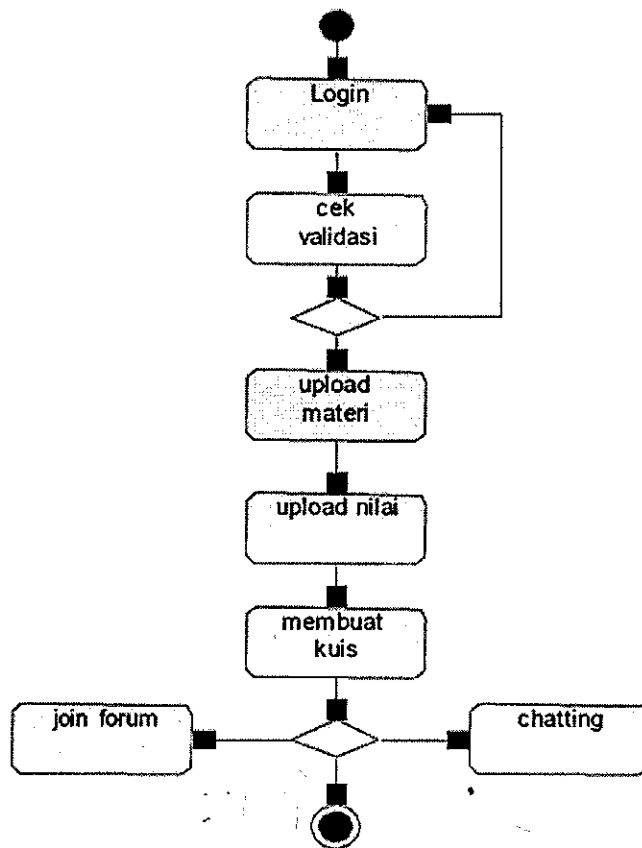 Login
cek
validasi
upload
materi
upload nilai
membuat
kuis
join forum
chatting